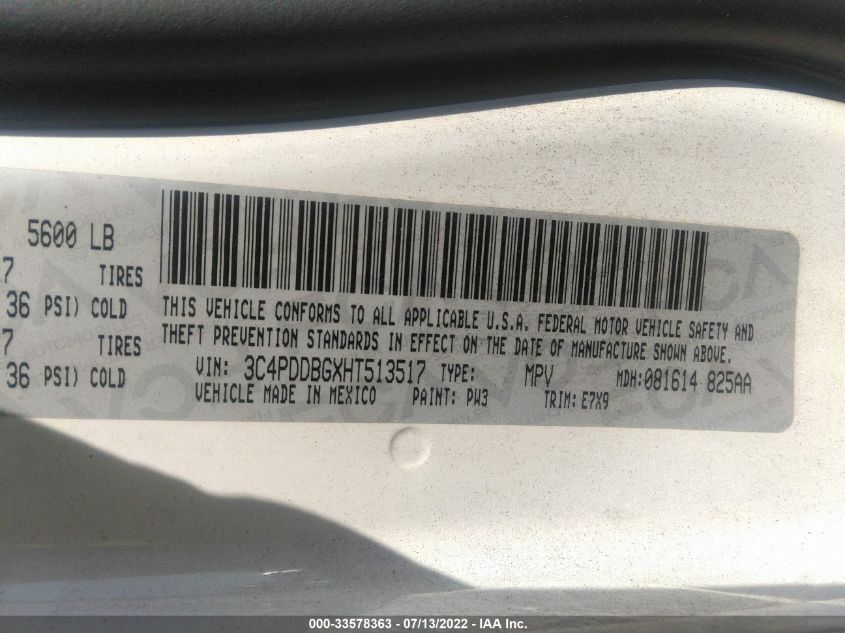 5600 LB
7 TIRES
36 PSI) COLD
7 TIRES
36 PSI) COLD
THIS VEHICLE CONFORMS TO ALL APPLICABLE U.S.A. FEDERAL MOTOR VEHICLE SAFETY AND
THEFT PREVENTION STANDARDS IN EFFECT ON THE DATE OF MANUFACTURE SHOWN ABOVE.
VIN: 3C4PDDBGXHT513517 TYPE: MPV MDH:081614 825AA
VEHICLE MADE IN MEXICO PAINT: PW3 TRIM: E7X9
000-33578363 - 07/13/2022 - IAA Inc.